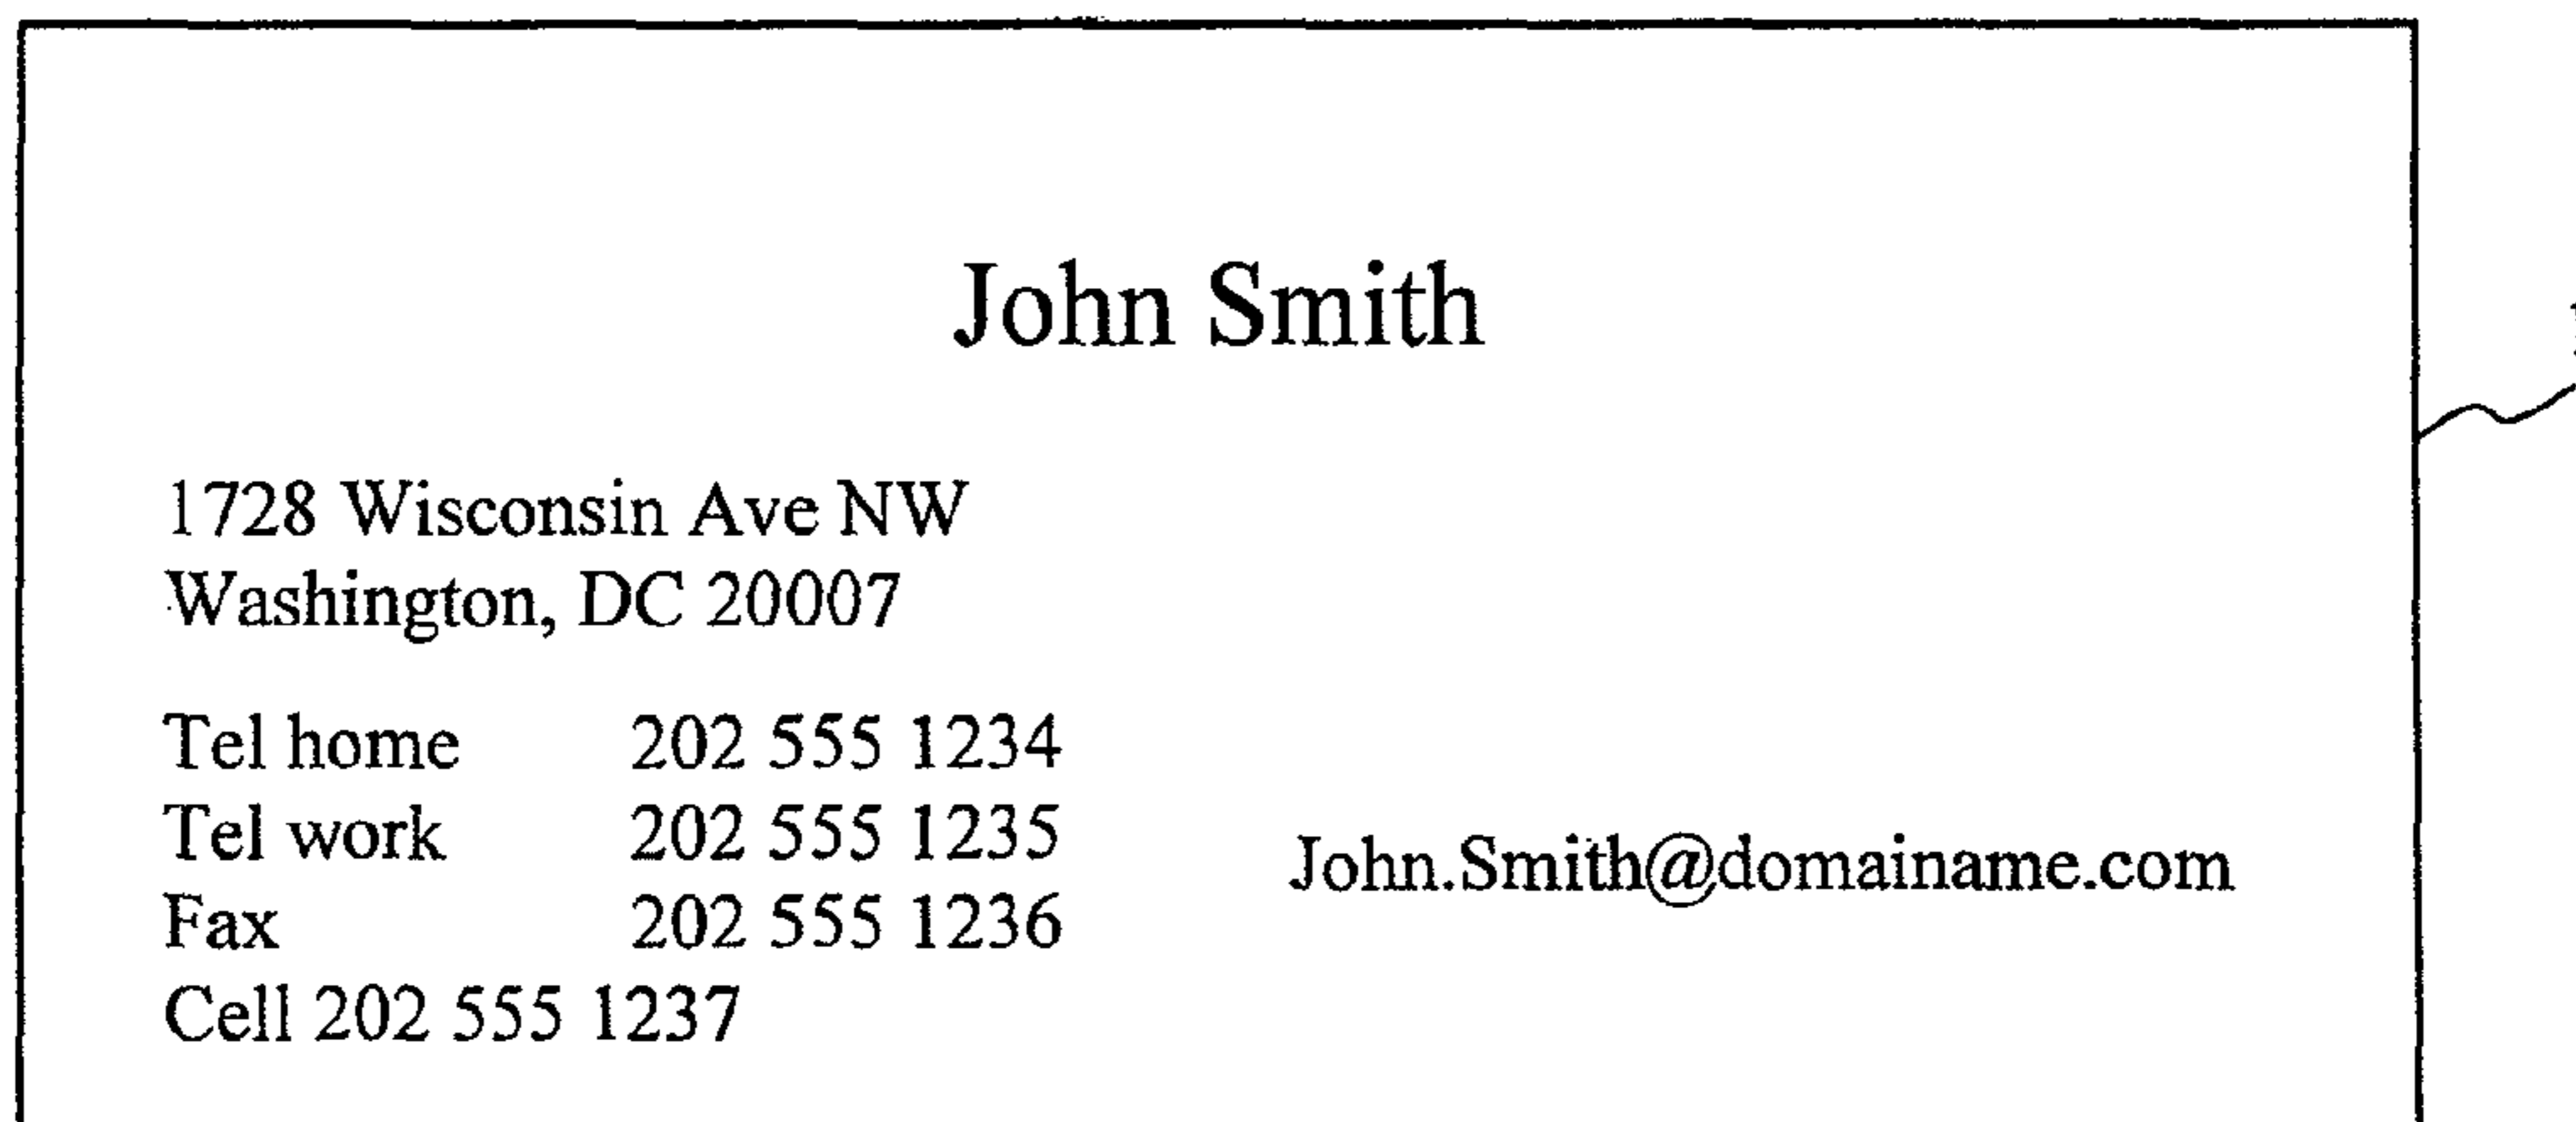 John Smith
1728 Wisconsin Ave NW
Washington, DC 20007
Tel home 202 555 1234
Tel work 202 555 1235
Fax 202 555 1236
Cell 202 555 1237
John.Smith@domainame.com